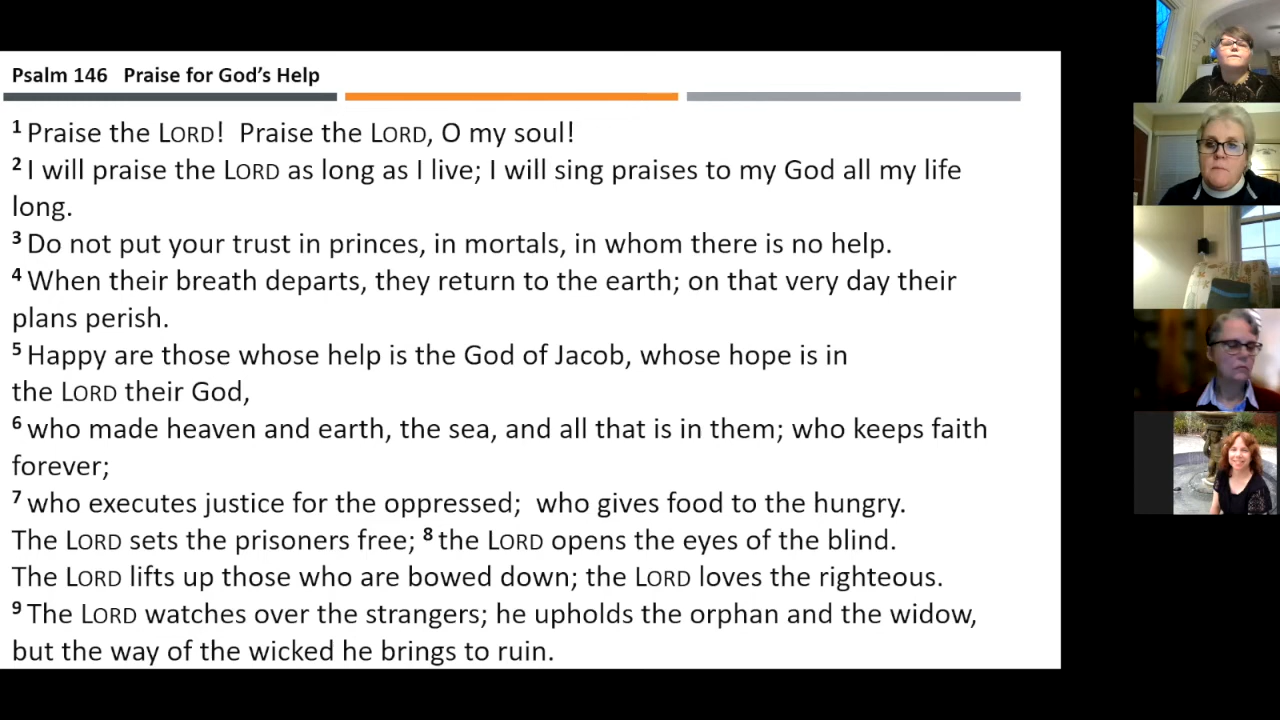 Psalm 146 Praise for God's Help
1 Praise the LORD! Praise the LORD, O my soul!
2 I will praise the LORD as long as I live; I will sing praises to my God all my life
long.
3 Do not put your trust in princes, in mortals, in whom there is no help.
4 When their breath departs, they return to the earth; on that very day their
plans perish.
5 Happy are those whose help is the God of Jacob, whose hope is in
the LORD their God,
6 who made heaven and earth, the sea, and all that is in them; who keeps faith
forever;
7 who executes justice for the oppressed; who gives food to the hungry.
The LORD sets the prisoners free; 8 the LORD opens the eyes of the blind.
The LORD lifts up those who are bowed down; the LORD loves the righteous.
9 The LORD watches over the strangers; he upholds the orphan and the widow,
but the way of the wicked he brings to ruin.